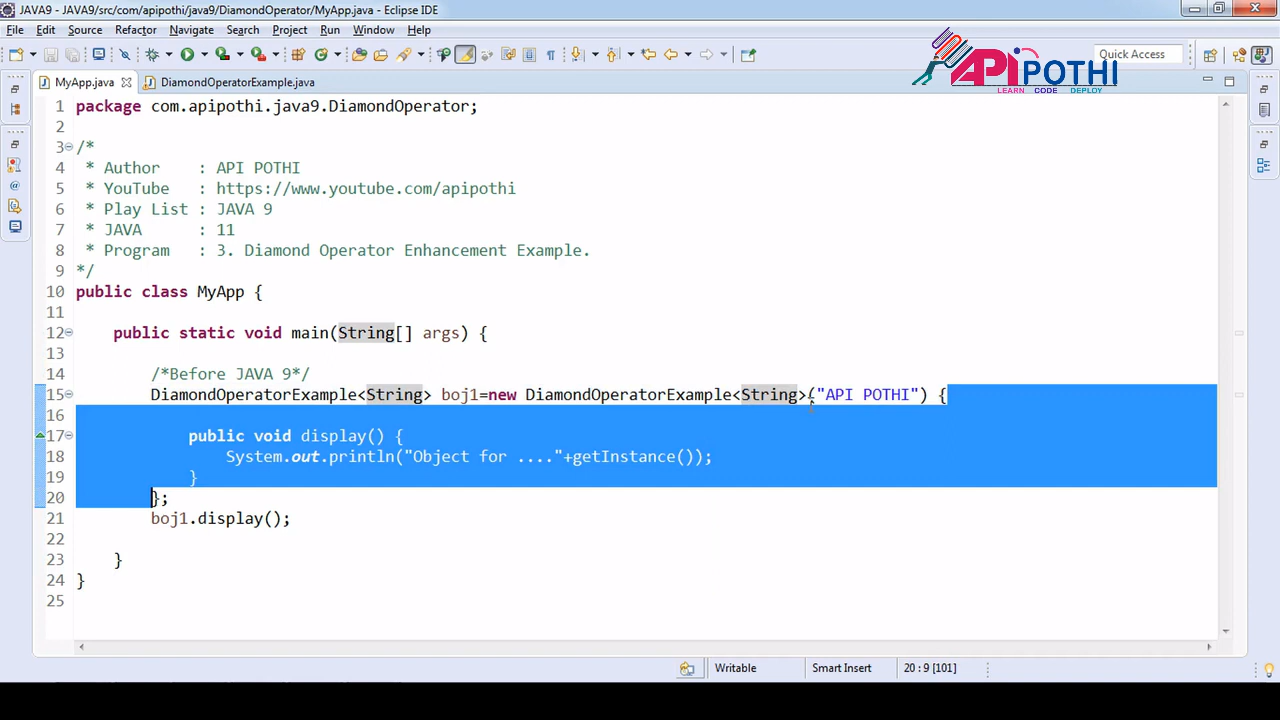 JAVA9 - JAVA9/src/com/apipothi/java9/DiamondOperator/MyApp.java - Eclipse IDE
File Edit Source Refactor Navigate Search Project Run Window Help
Quick Access
APIPOTHI
LEARN CODE DEPLOY
MyApp.java DiamondOperatorExample.java
1 package com.apipothi.java9.DiamondOperator;
2
3 /*
4 * Author : API POTHI
5 * YouTube : https://www.youtube.com/apipothi
6 * Play List : JAVA 9
7 * JAVA : 11
8 * Program : 3. Diamond Operator Enhancement Example.
9 */
10 public class MyApp {
11
12 public static void main(String[] args) {
13
14 /*Before JAVA 9*/
15 DiamondOperatorExample<String> boj1=new DiamondOperatorExample<String>("API POTHI") {
16
17 public void display() {
18 System.out.println("Object for ...."+getInstance());
19 }
20 };
21 boj1.display();
22
23 }
24 }
25
Writable Smart Insert 20 : 9 [101]